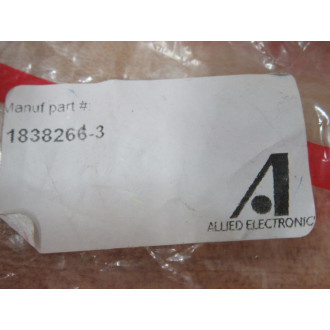 Manuf part #:
1838266-3
ALLIED ELECTRONIC